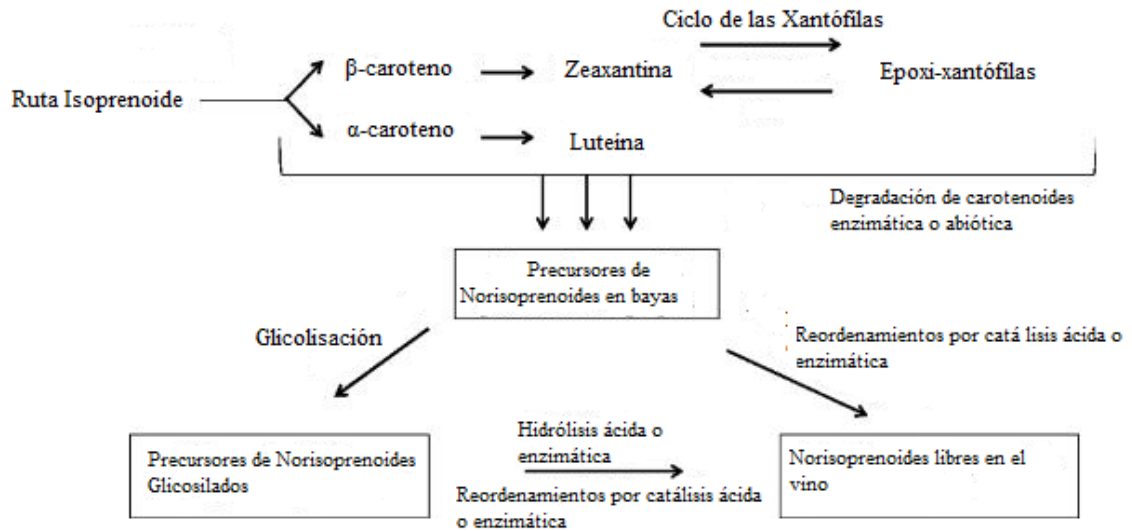 Ciclo de las Xantófilas
β-caroteno
Zeaxantina
Epoxi-xantófilas
Ruta Isoprenoide
α-caroteno
Luteína
Degradación de carotenoides
enzimática o abiótica
Precursores de
Norisoprenoides en bayas
Glicolisación
Reordenamientos por catá lisis ácida o
enzimática
Hidrólisis ácida o
enzimática
Precursores de Norisoprenoides
Glicosilados
Reordenamientos por catálisis ácida
o enzimática
Norisoprenoides libres en el
vino